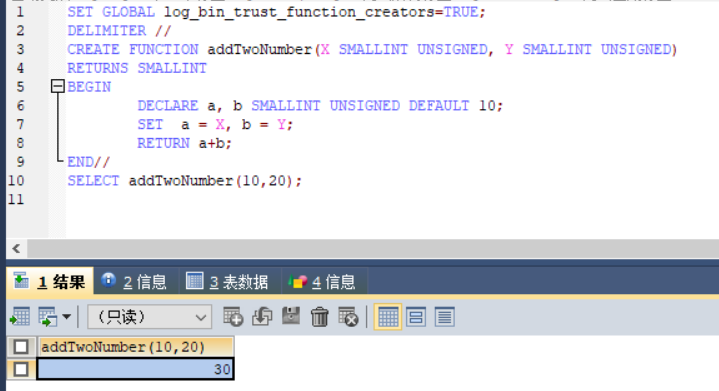 1 SET GLOBAL log_bin_trust_function_creators=TRUE;
2 DELIMITER //
3 CREATE FUNCTION addTwoNumber(X SMALLINT UNSIGNED, Y SMALLINT UNSIGNED)
4 RETURNS SMALLINT
5 BEGIN
6 DECLARE a, b SMALLINT UNSIGNED DEFAULT 10;
7 SET a = X, b = Y;
8 RETURN a+b;
9 END//
10 SELECT addTwoNumber(10,20);
11
1 结果 2 信息 3 表数据 4 信息
（只读）
addTwoNumber(10,20)
30